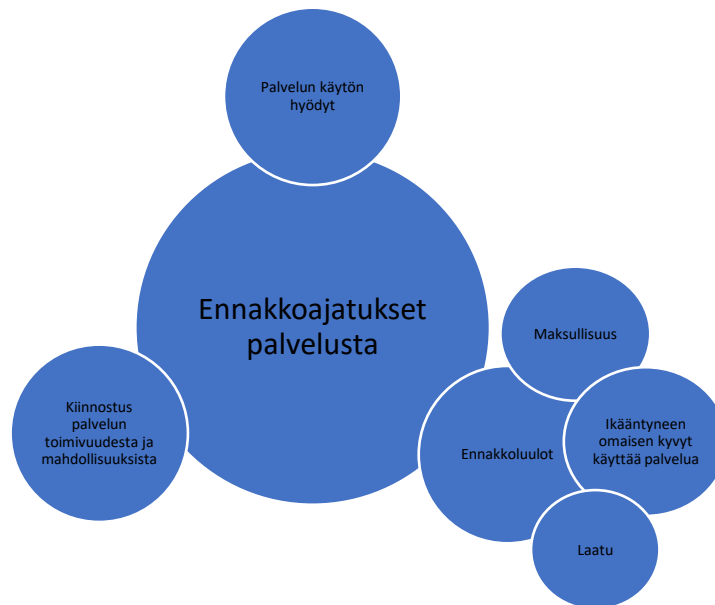 Palvelun käytön
hyödyt
Ennakkoajatukset
palvelusta
Maksullisuus
Kiinnostus
palvelun
toimivuudesta ja
mahdollisuuksista
Ennakkoluulot
Ikääntyneen
omaisen kyvyt
käyttää palvelua
Laatu